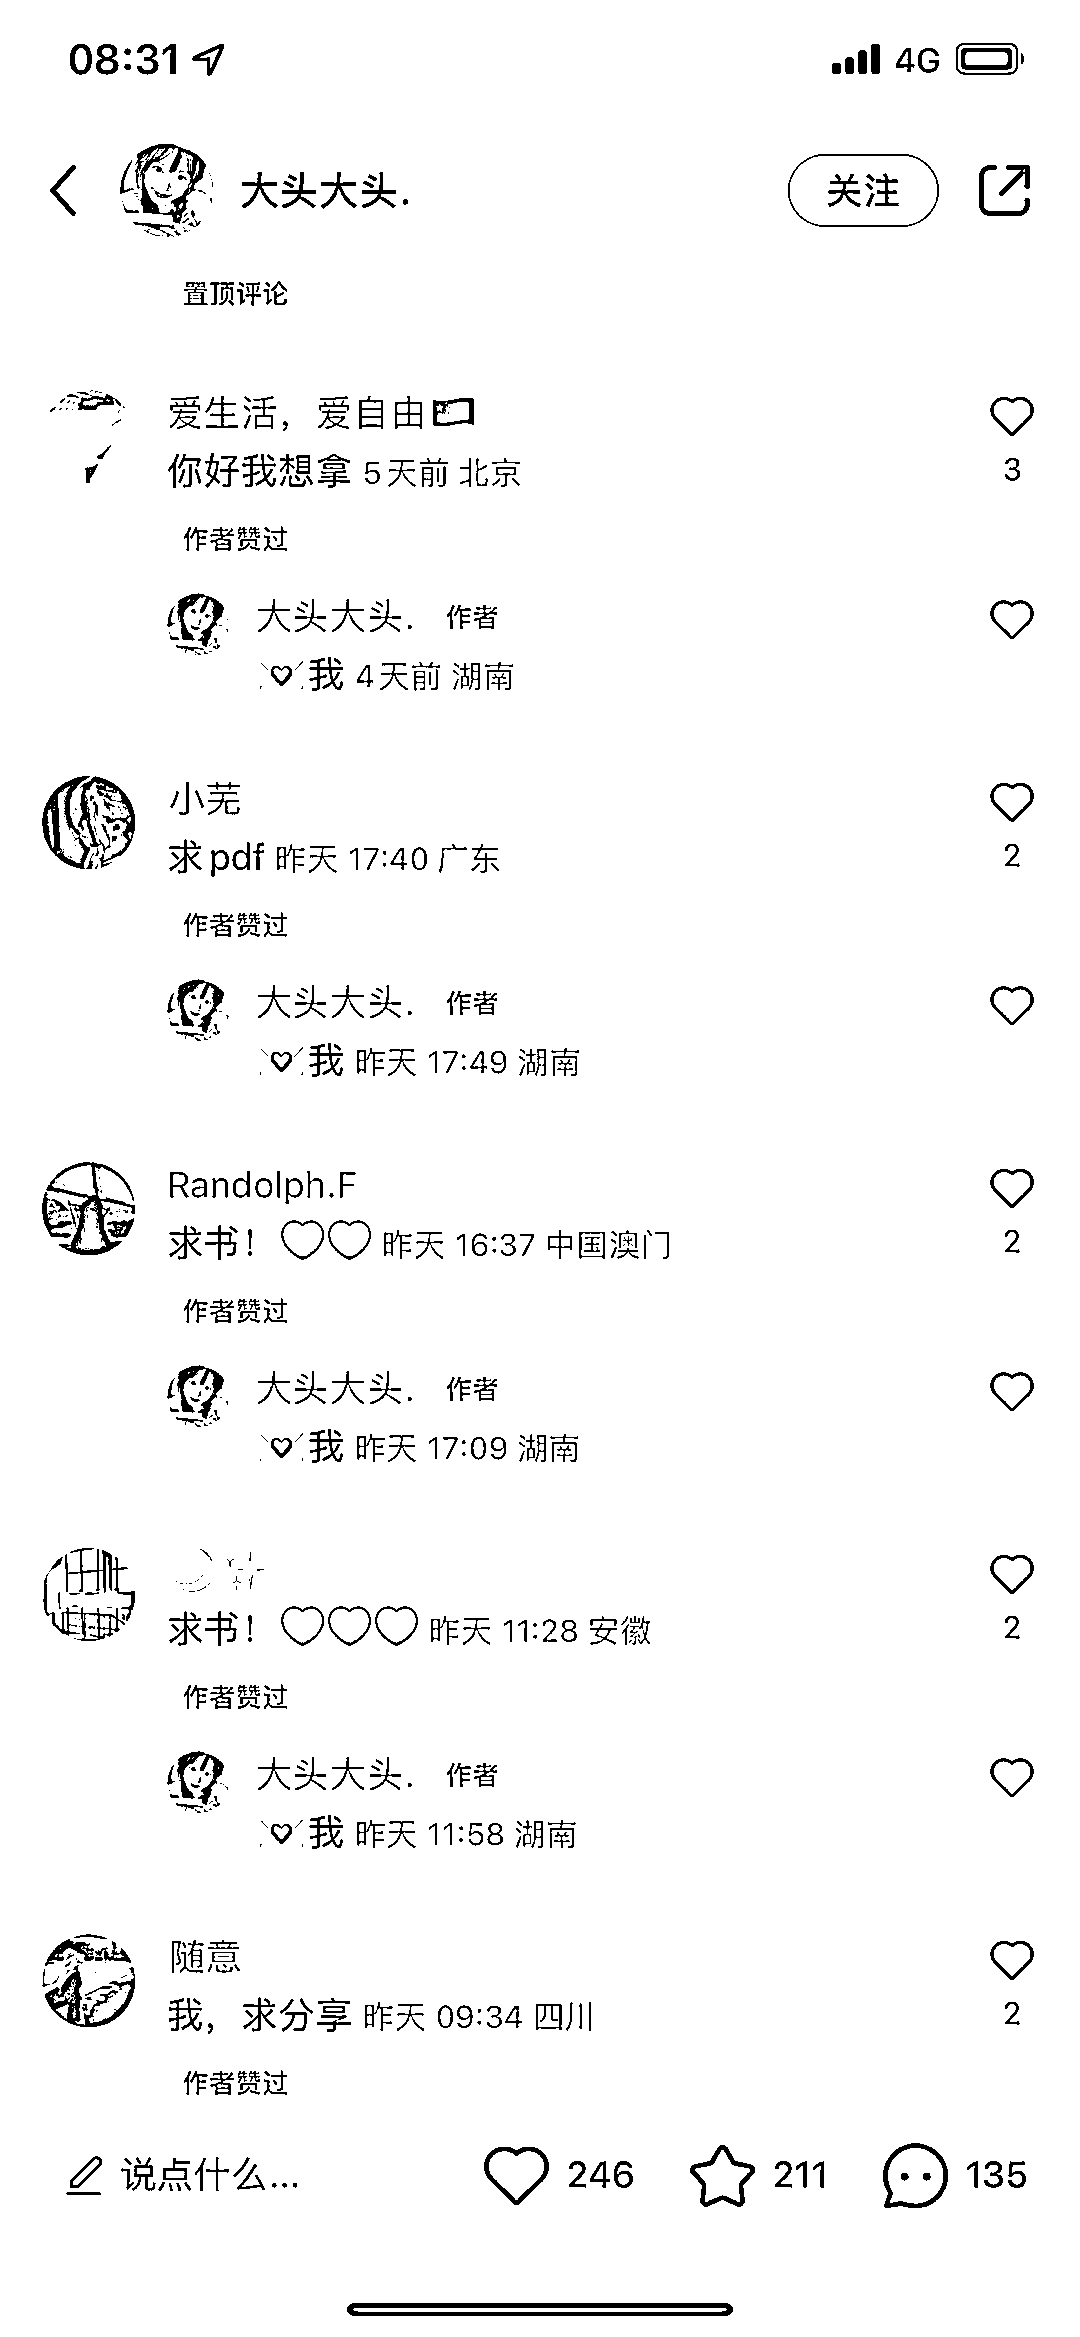 08:31 4G
大头大头. 关注
置顶评论
爱生活，爱自由
你好我想拿 5天前 北京 3
作者赞过
大头大头. 作者
我 4天前 湖南
小芜
求pdf 昨天 17:40 广东 2
作者赞过
大头大头. 作者
我 昨天 17:49 湖南
Randolph.F
求书！ 昨天 16:37 中国澳门 2
作者赞过
大头大头. 作者
我 昨天 17:09 湖南
求书！ 昨天 11:28 安徽 2
作者赞过
大头大头. 作者
我 昨天 11:58 湖南
随意
我，求分享 昨天 09:34 四川 2
作者赞过
说点什么... 246 211 135